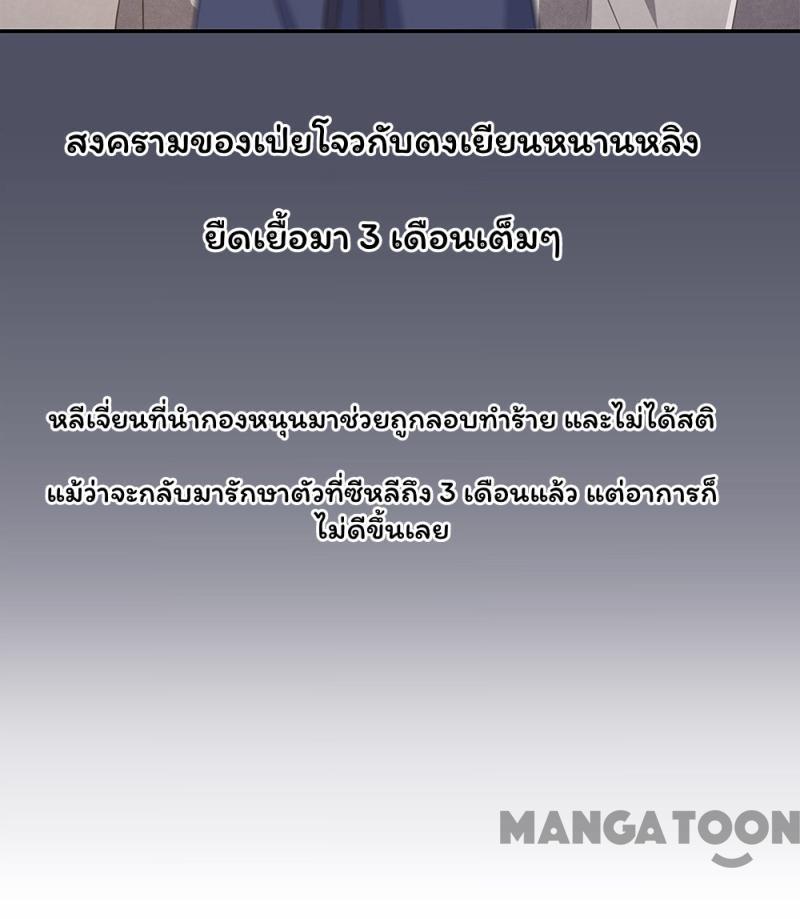 สงครามของเป่ยโจวกับตงเยียนหนานหลิง
ยืดเยื้อมา 3 เดือนเต็มๆ
หลีเจี่ยนที่นำกองหนุนมาช่วยถูกลอบทำร้าย และไม่ได้สติ
แม้ว่าจะกลับมารักษาตัวที่ซีหลีถึง 3 เดือนแล้ว แต่อาการก็
ไม่ดีขึ้นเลย
MANGATOON